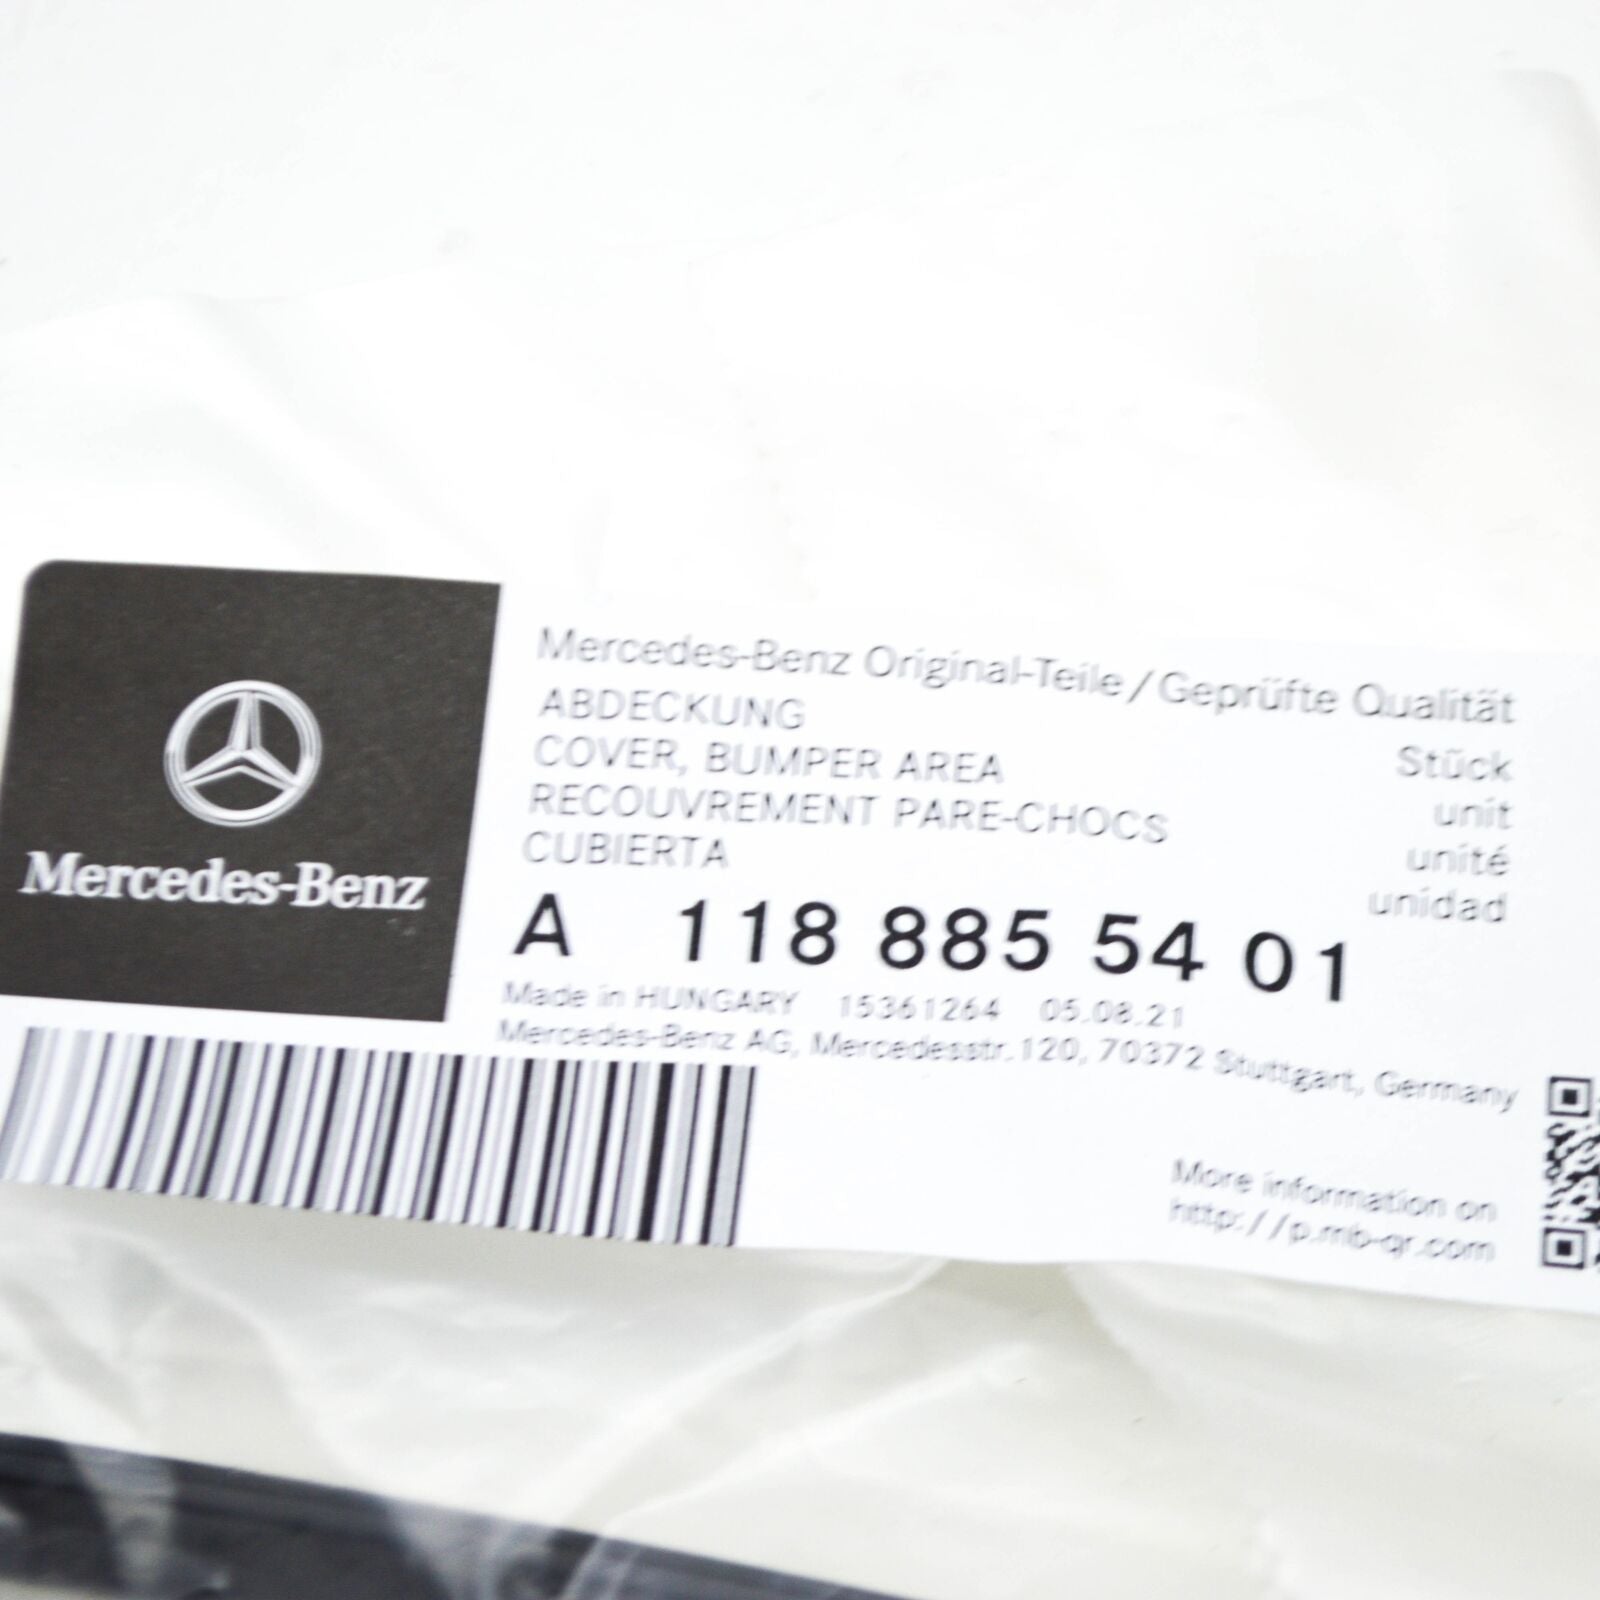 Mercedes-Benz
Mercedes-Benz Original-Teile / Geprüfte Qualität
ABDECKUNG Stück
COVER, BUMPER AREA unit
RECOUVREMENT PARE-CHOCS unité
CUBIERTA unidad
A 118 885 54 01
Made in HUNGARY 15361264 05.08.21
Mercedes-Benz AG, Mercedesstr. 120, 70372 Stuttgart, Germany
More information on
http://p.mb-qr.com